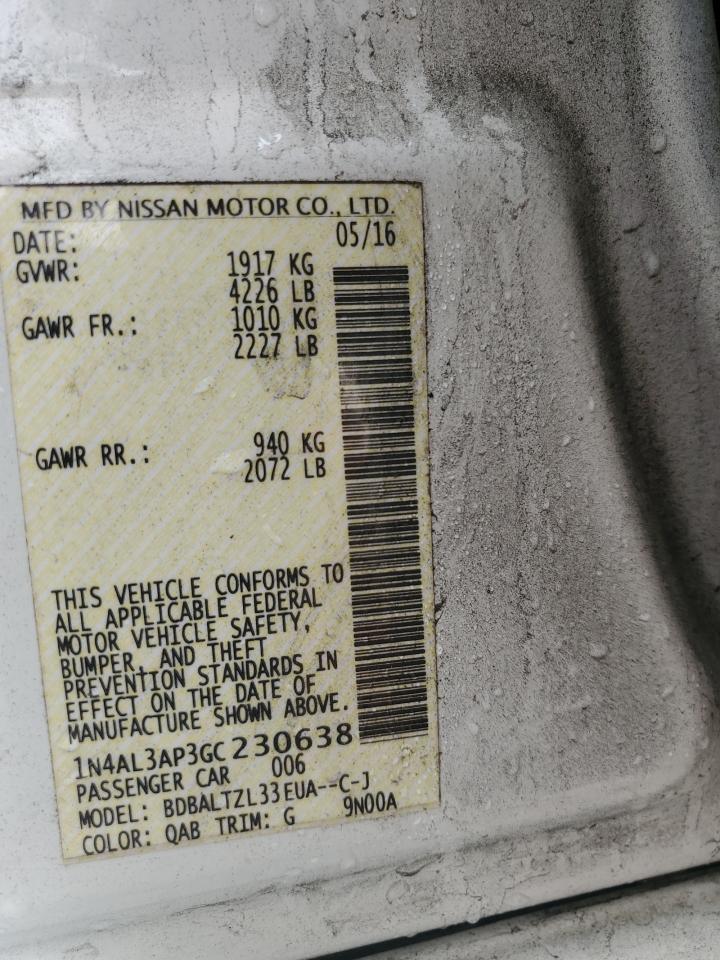 MFD BY NISSAN MOTOR CO., LTD.
DATE: 05/16
GVWR: 1917 KG
4226 LB
GAWR FR.: 1010 KG
2227 LB
GAWR RR.: 940 KG
2072 LB
THIS VEHICLE CONFORMS TO
ALL APPLICABLE FEDERAL
MOTOR VEHICLE SAFETY,
BUMPER, AND THEFT
PREVENTION STANDARDS IN
EFFECT ON THE DATE OF
MANUFACTURE SHOWN ABOVE.
1N4AL3AP3GC230638
PASSENGER CAR 006
MODEL: BDBALTZL33EUA--C-J
COLOR: QAB TRIM: G 9N00A